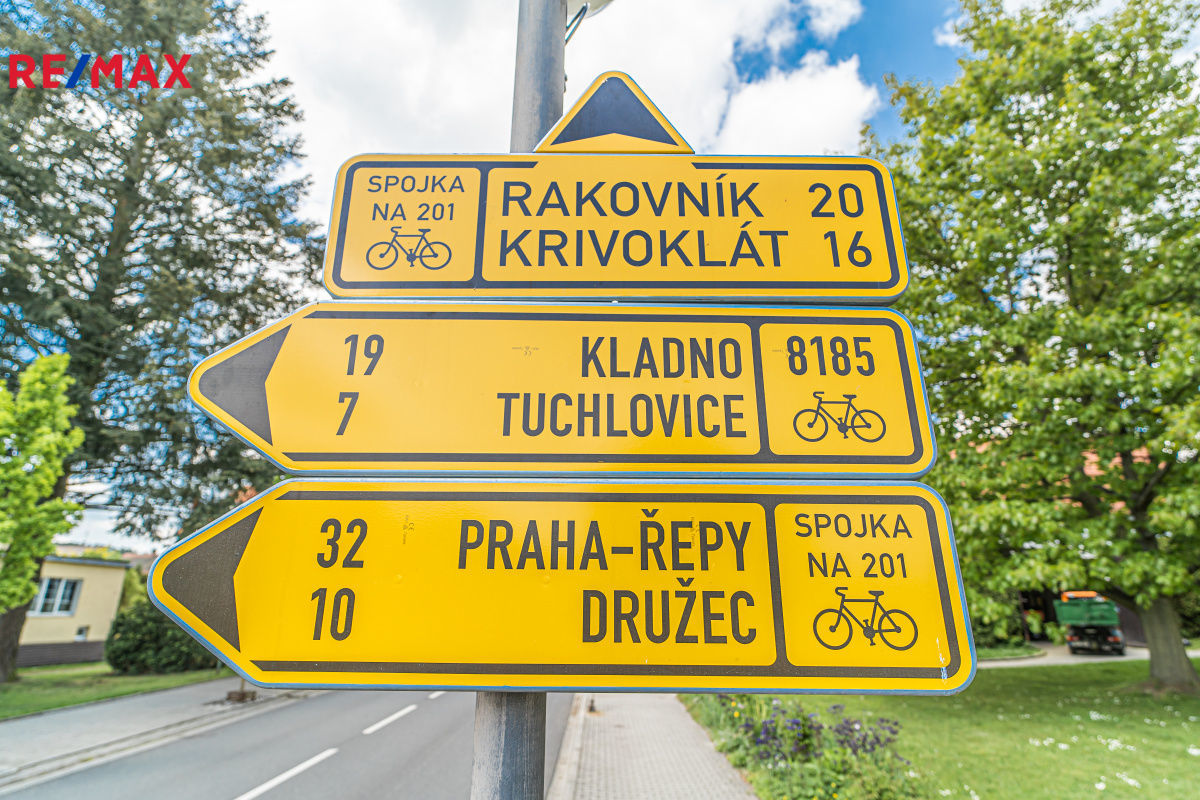 RE/MAX
SPOJKA
NA 201
RAKOVNÍK 20
KRIVOKLÁT 16
19 KLADNO
7 TUCHLOVICE
8185
32 PRAHA-ŘEPY
10 DRUŽEC
SPOJKA
NA 201